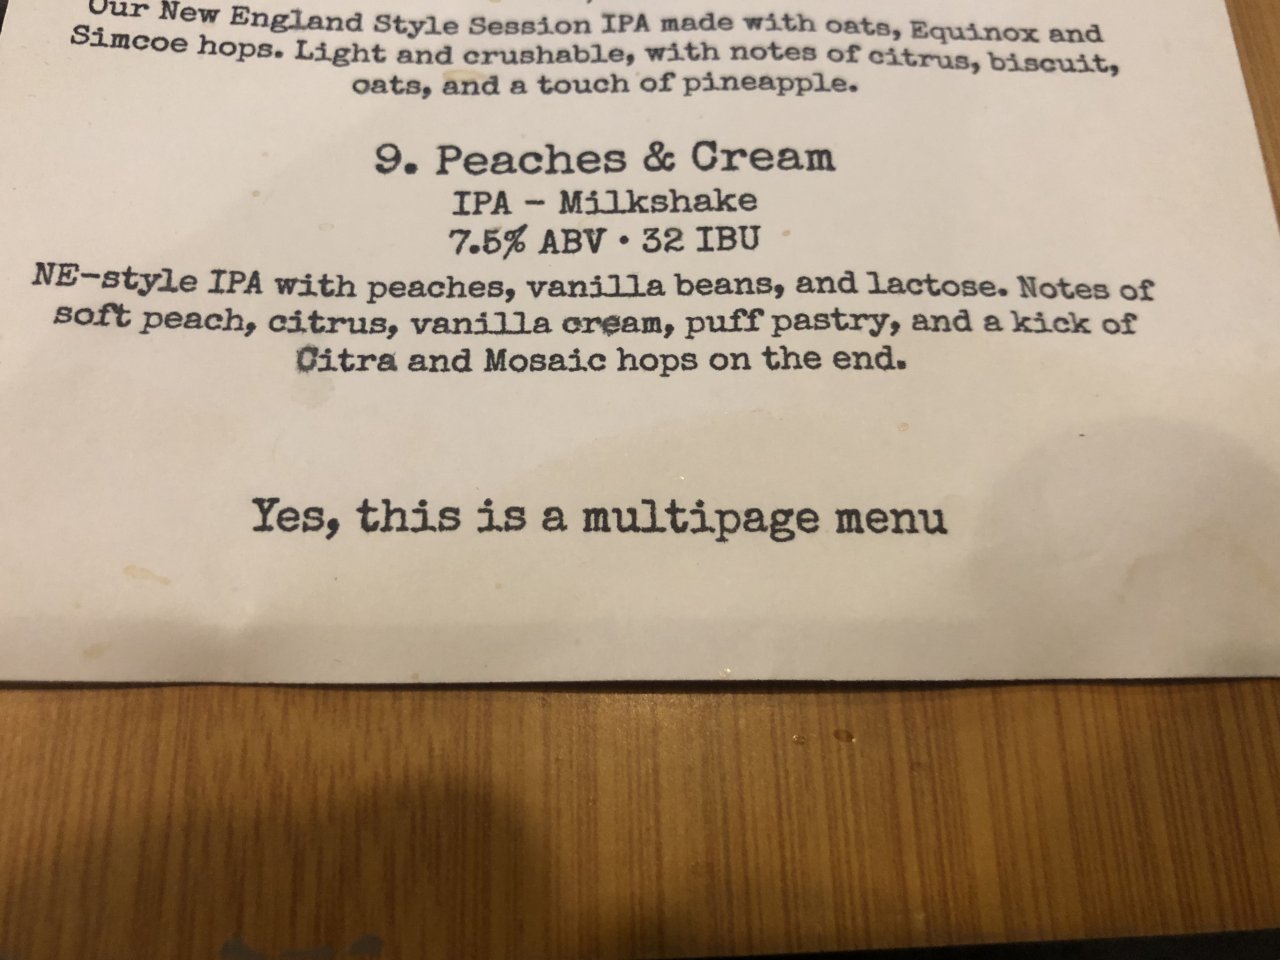 Our New England Style Session IPA made with oats, Equinox and
Simcoe hops. Light and crushable, with notes of citrus, biscuit,
oats, and a touch of pineapple.
9. Peaches & Cream
IPA - Milkshake
7.5% ABV · 32 IBU
NE-style IPA with peaches, vanilla beans, and lactose. Notes of
soft peach, citrus, vanilla cream, puff pastry, and a kick of
Citra and Mosaic hops on the end.
Yes, this is a multipage menu